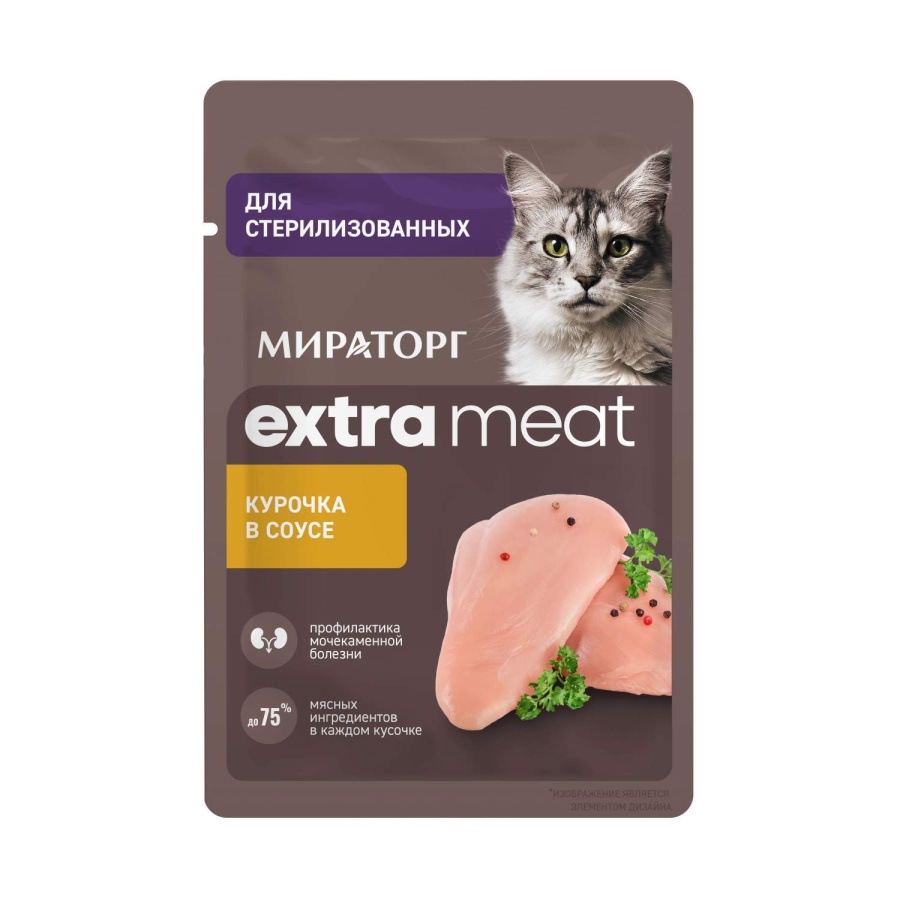 ДЛЯ
СТЕРИЛИЗОВАННЫХ
МИРАТОРГ
extra meat
КУРОЧКА
В СОУСЕ
профилактика
мочекаменной
болезни
до 75%
мясных
ингредиентов
в каждом кусочке
*ИЗОБРАЖЕНИЕ ЯВЛЯЕТСЯ
ЭЛЕМЕНТОМ ДИЗАЙНА